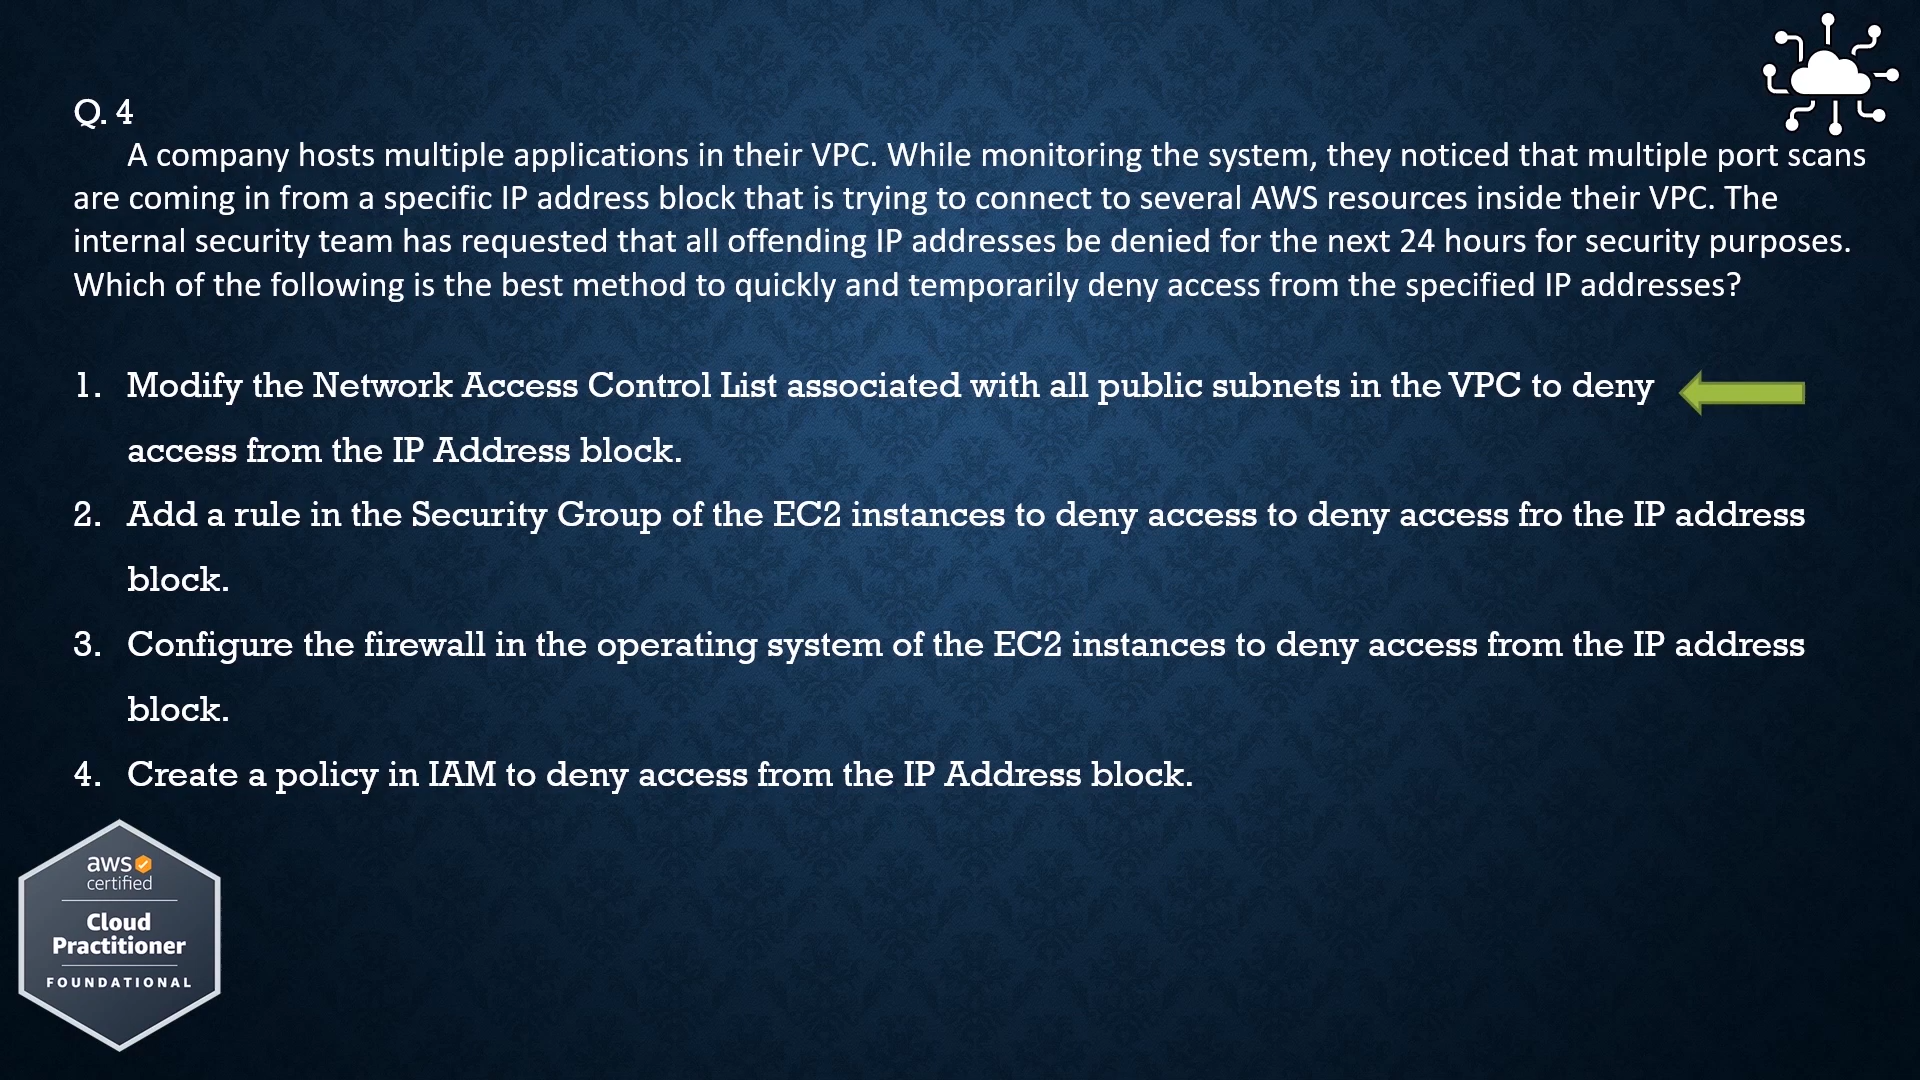 Q. 4
A company hosts multiple applications in their VPC. While monitoring the system, they noticed that multiple port scans
are coming in from a specific IP address block that is trying to connect to several AWS resources inside their VPC. The
internal security team has requested that all offending IP addresses be denied for the next 24 hours for security purposes.
Which of the following is the best method to quickly and temporarily deny access from the specified IP addresses?
1. Modify the Network Access Control List associated with all public subnets in the VPC to deny
access from the IP Address block.
2. Add a rule in the Security Group of the EC2 instances to deny access to deny access fro the IP address
block.
3. Configure the firewall in the operating system of the EC2 instances to deny access from the IP address
block.
4. Create a policy in IAM to deny access from the IP Address block.
aws
certified
Cloud
Practitioner
FOUNDATIONAL